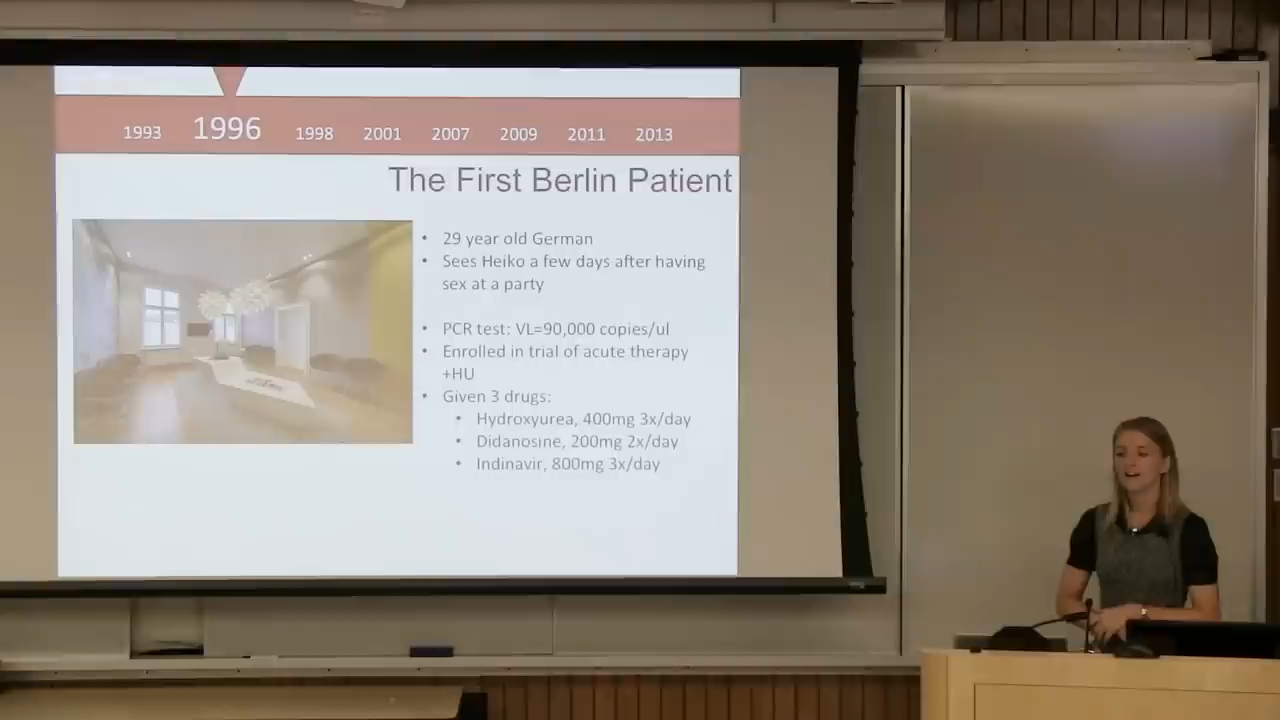 1993 1996 1998 2001 2007 2009 2011 2013
The First Berlin Patient
• 29 year old German
• Sees Heiko a few days after having
sex at a party
• PCR test: VL=90,000 copies/ul
• Enrolled in trial of acute therapy
+HU
• Given 3 drugs:
• Hydroxyurea, 400mg 3x/day
• Didanosine, 200mg 2x/day
• Indinavir, 800mg 3x/day